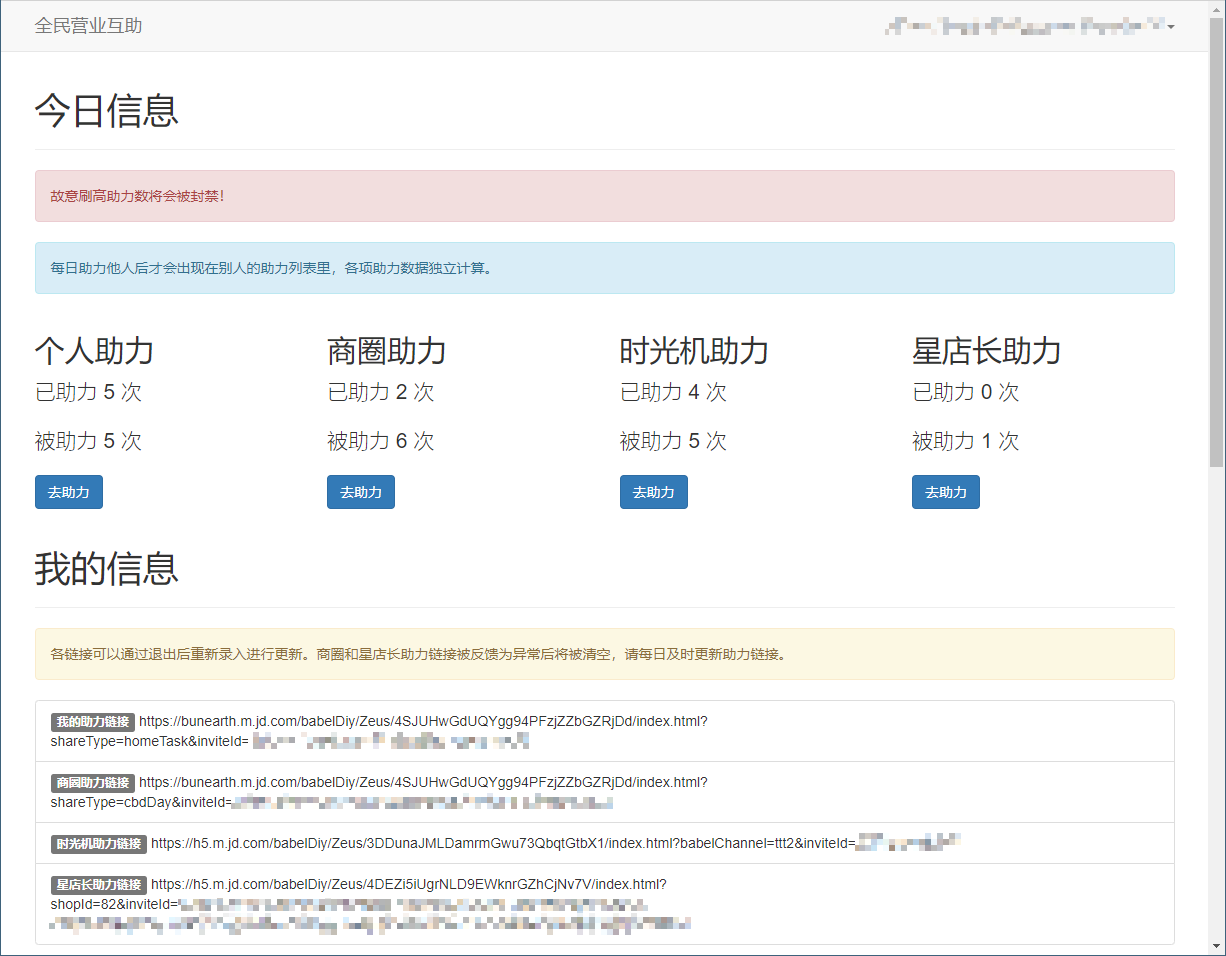 全民营业互助
今日信息
故意刷高助力数将会被封禁！
每日助力他人后才会出现在别人的助力列表里，各项助力数据独立计算。
个人助力 商圈助力 时光机助力 星店长助力
已助力 5 次 已助力 2 次 已助力 4 次 已助力 0 次
被助力 5 次 被助力 6 次 被助力 5 次 被助力 1 次
去助力 去助力 去助力 去助力
我的信息
各链接可以通过退出后重新录入进行更新。商圈和星店长助力链接被反馈为异常后将被清空，请每日及时更新助力链接。
我的助力链接 https://bunearth.m.jd.com/babelDiy/Zeus/4SJUHwGdUQYgg94PFzjZZbGZRjDd/index.html?
shareType=homeTask&inviteId=
商圈助力链接 https://bunearth.m.jd.com/babelDiy/Zeus/4SJUHwGdUQYgg94PFzjZZbGZRjDd/index.html?
shareType=cbdDay&inviteId=
时光机助力链接 https://h5.m.jd.com/babelDiy/Zeus/3DDunaJMLDamrmGwu73QbqtGtbX1/index.html?babelChannel=ttt2&inviteId=
星店长助力链接 https://h5.m.jd.com/babelDiy/Zeus/4DEZi5iUgrNLD9EWknrGZhCjNv7V/index.html?
shopId=82&inviteId=